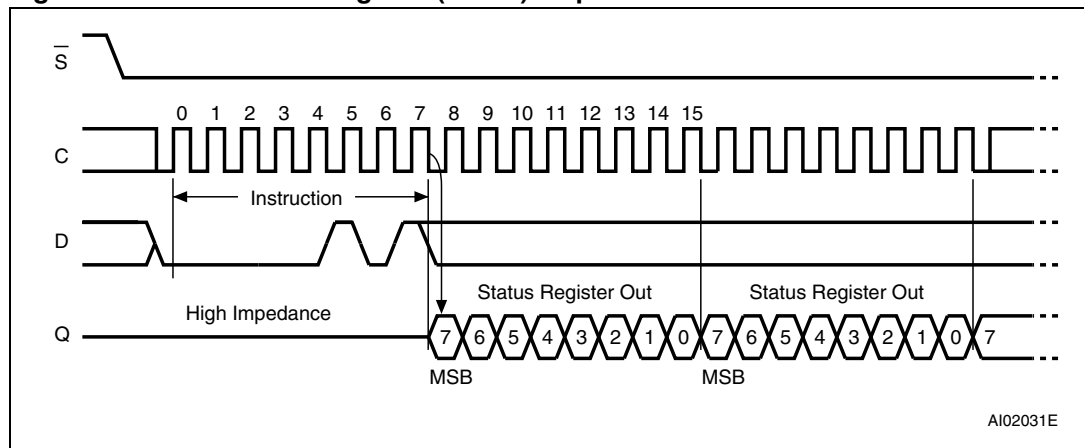 S
0 1 2 3 4 5 6 7 8 9 10 11 12 13 14 15
C
Instruction
D
High Impedance
Status Register Out Status Register Out
Q
7 6 5 4 3 2 1 0 7 6 5 4 3 2 1 0 7
MSB MSB
AI02031E